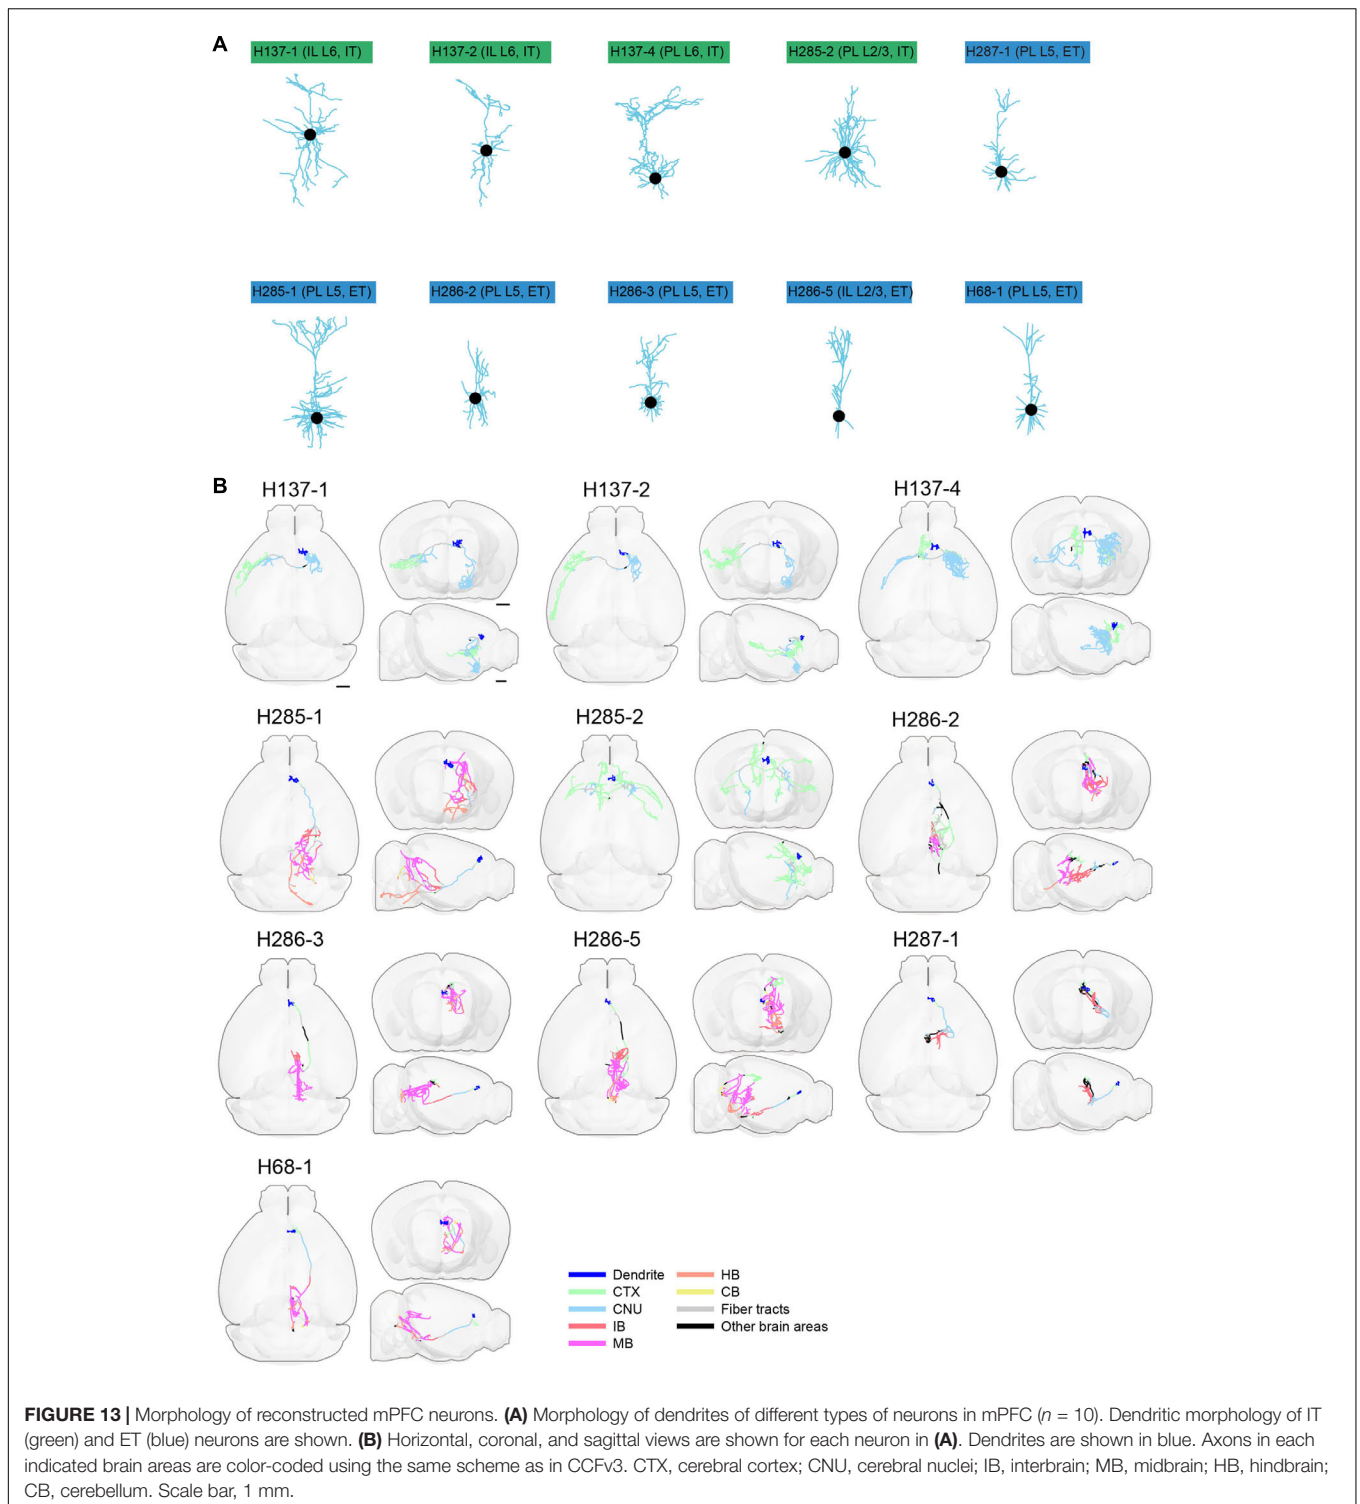 A
H137-1 (IL L6, IT)
H137-2 (IL L6, IT)
H137-4 (PL L6, IT)
H285-2 (PL L2/3, IT)
H287-1 (PL L5, ET)
H285-1 (PL L5, ET)
H286-2 (PL L5, ET)
H286-3 (PL L5, ET)
H286-5 (IL L2/3, ET)
H68-1 (PL L5, ET)
B
H137-1
H137-2
H137-4
H285-1
H285-2
H286-2
H286-3
H286-5
H287-1
H68-1
Dendrite
CTX
CNU
IB
MB
HB
CB
Fiber tracts
Other brain areas
FIGURE 13 | Morphology of reconstructed mPFC neurons. (A) Morphology of dendrites of different types of neurons in mPFC (n = 10). Dendritic morphology of IT
(green) and ET (blue) neurons are shown. (B) Horizontal, coronal, and sagittal views are shown for each neuron in (A). Dendrites are shown in blue. Axons in each
indicated brain areas are color-coded using the same scheme as in CCFv3. CTX, cerebral cortex; CNU, cerebral nuclei; IB, interbrain; MB, midbrain; HB, hindbrain;
CB, cerebellum. Scale bar, 1 mm.